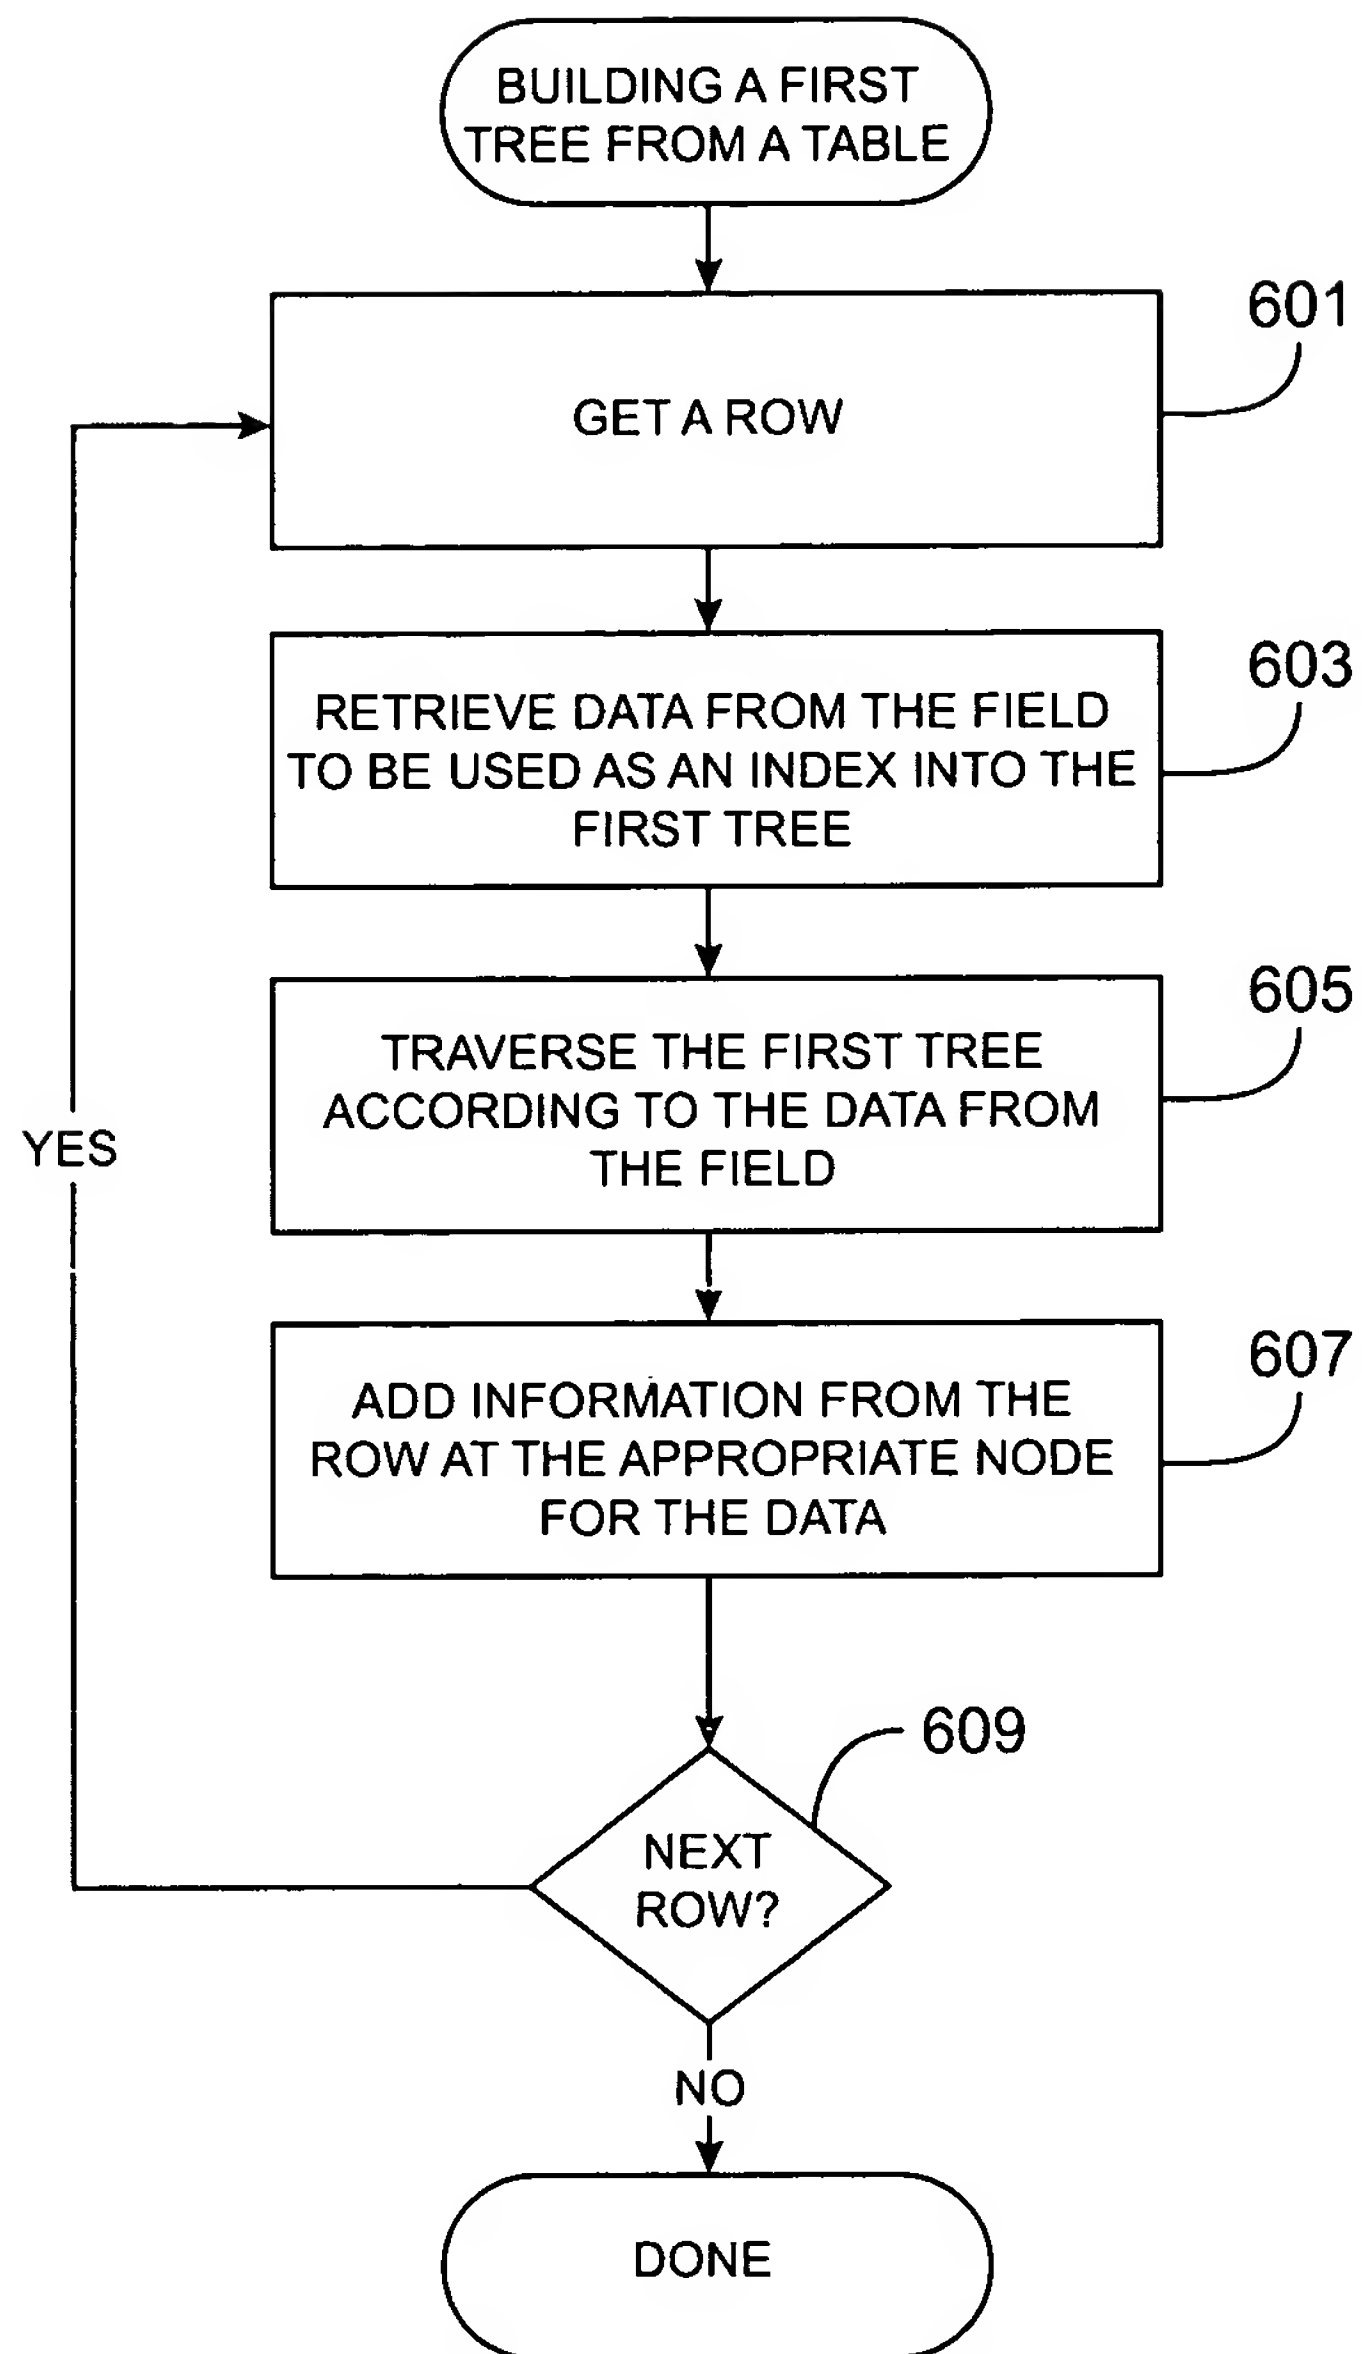 BUILDING A FIRST
TREE FROM A TABLE
601
GET A ROW
603
RETRIEVE DATA FROM THE FIELD
TO BE USED AS AN INDEX INTO THE
FIRST TREE
605
TRAVERSE THE FIRST TREE
ACCORDING TO THE DATA FROM
THE FIELD
YES
607
ADD INFORMATION FROM THE
ROW AT THE APPROPRIATE NODE
FOR THE DATA
609
NEXT
ROW?
NO
DONE